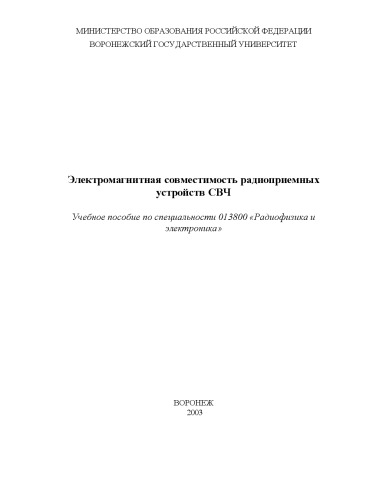 МИНИСТЕРСТВО ОБРАЗОВАНИЯ РОССИЙСКОЙ ФЕДЕРАЦИИ
ВОРОНЕЖСКИЙ ГОСУДАРСТВЕННЫЙ УНИВЕРСИТЕТ
Электромагнитная совместимость радиоприемных
устройств СВЧ
Учебное пособие по специальности 013800 «Радиофизика и
электроника»
ВОРОНЕЖ
2003